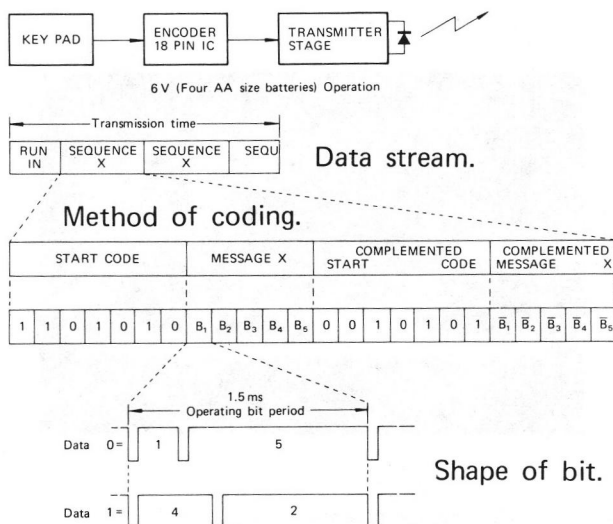 KEY PAD
ENCODER
18 PIN IC
TRANSMITTER
STAGE
6 V (Four AA size batteries) Operation
Transmission time
RUN
IN
SEQUENCE
X
SEQUENCE
X
SEQU
Data stream.
Method of coding.
START CODE
MESSAGE X
COMPLEMENTED
START CODE
COMPLEMENTED
MESSAGE X
1 1 0 1 0 1 0 B1 B2 B3 B4 B5 0 0 1 0 1 0 1 B̅1 B̅2 B̅3 B̅4 B̅5
1.5 ms
Operating bit period
Data 0= 1 5
Shape of bit.
Data 1= 4 2